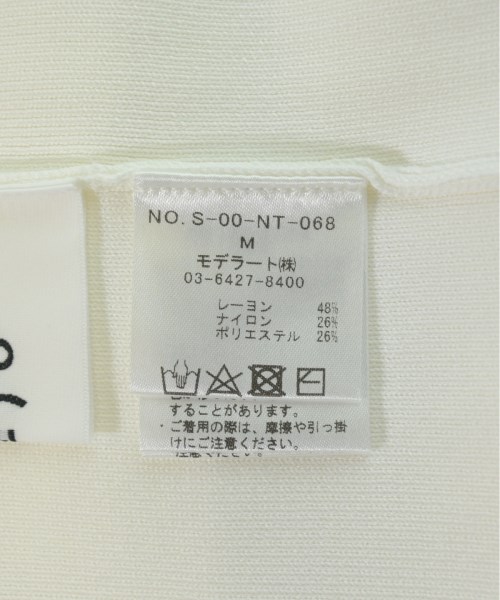 NO. S-00-NT-068
M
モデラート(株)
03-6427-8400
レーヨン 48%
ナイロン 26%
ポリエステル 26%
することがあります。
・ご着用の際は、摩擦や引っ掛
けにご注意ください。